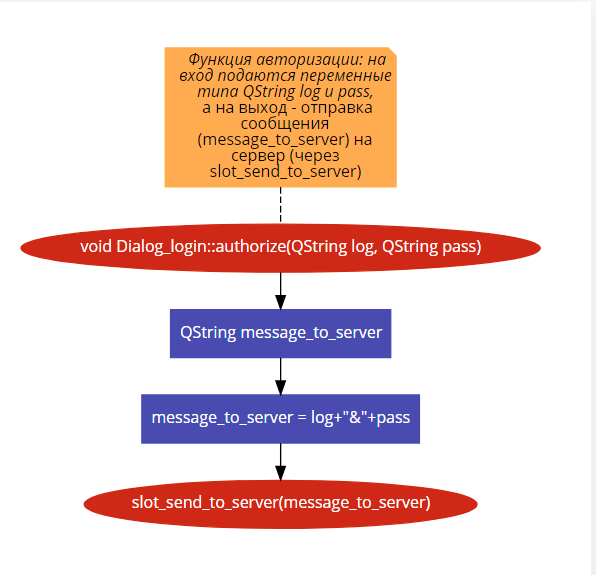 Функция авторизации: на
вход подаются переменные
типа QString log и pass,
а на выход - отправка
сообщения
(message_to_server) на
сервер (через
slot_send_to_server)
void Dialog_login::authorize(QString log, QString pass)
QString message_to_server
message_to_server = log+"&"+pass
slot_send_to_server(message_to_server)